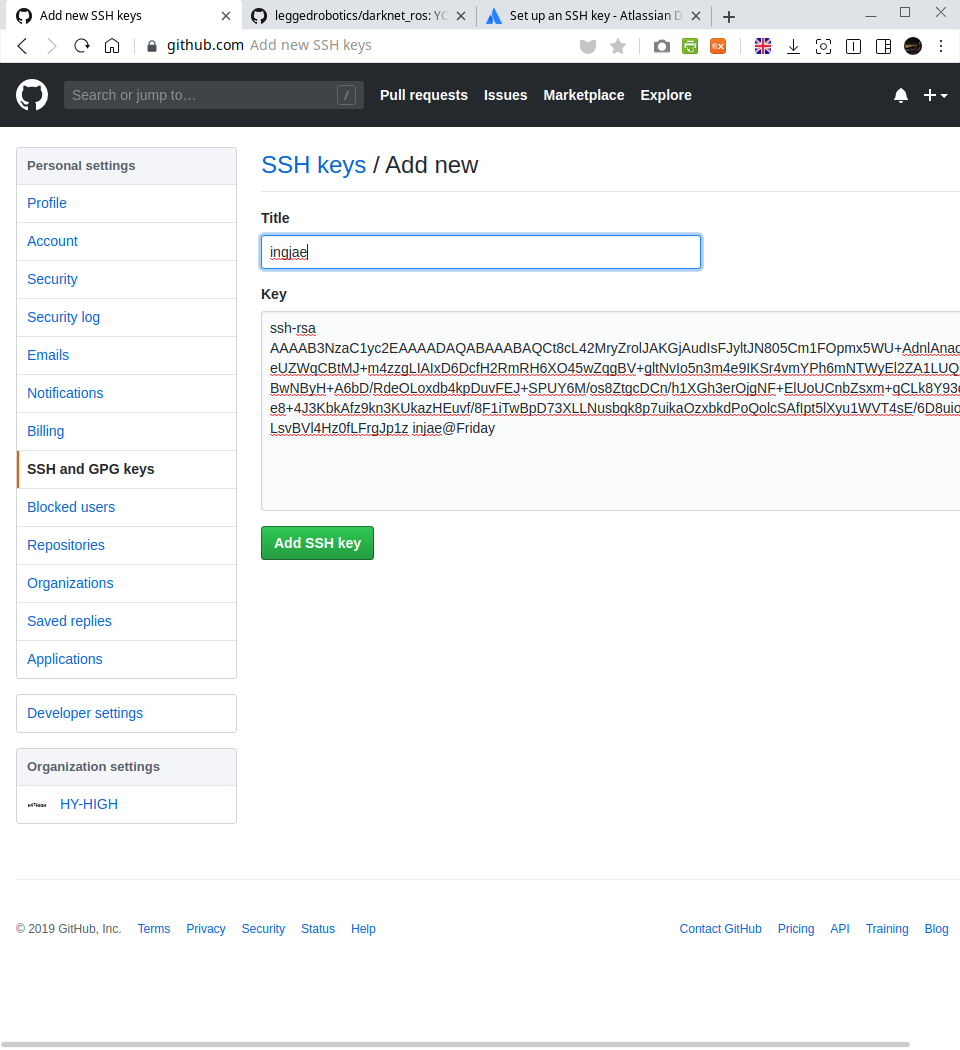 Add new SSH keys
leggedrobotics/darknet_ros: YO
Set up an SSH key - Atlassian D
github.com Add new SSH keys
Search or jump to… /
Pull requests Issues Marketplace Explore
Personal settings
Profile
Account
Security
Security log
Emails
Notifications
Billing
SSH and GPG keys
Blocked users
Repositories
Organizations
Saved replies
Applications
Developer settings
Organization settings
HY-HIGH
SSH keys / Add new
Title
ingjae
Key
ssh-rsa
AAAAB3NzaC1yc2EAAAADAQABAAABAQCt8cL42MryZrolJAKGjAudIsFJyltJN805Cm1FOpmx5WU+AdnlAnac
eUZWqCBtMJ+m4zzgLIAIxD6DcfH2RmRH6XO45wZqgBV+gltNvIo5n3m4e9IKSr4vmYPh6mNTWyEl2ZA1LUQ
BwNByH+A6bD/RdeOLoxdb4kpDuvFEJ+SPUY6M/os8ZtgcDCn/h1XGh3erOjgNF+ElUoUCnbZsxm+qCLk8Y93
e8+4J3KbkAfz9kn3KUkazHEuvf/8F1iTwBpD73XLLNusbqk8p7uikaOzxbkdPoQolcSAfIpt5lXyu1WVT4sE/6D8uio
LsvBVl4Hz0fLFrgJp1z injae@Friday
Add SSH key
© 2019 GitHub, Inc. Terms Privacy Security Status Help
Contact GitHub Pricing API Training Blog